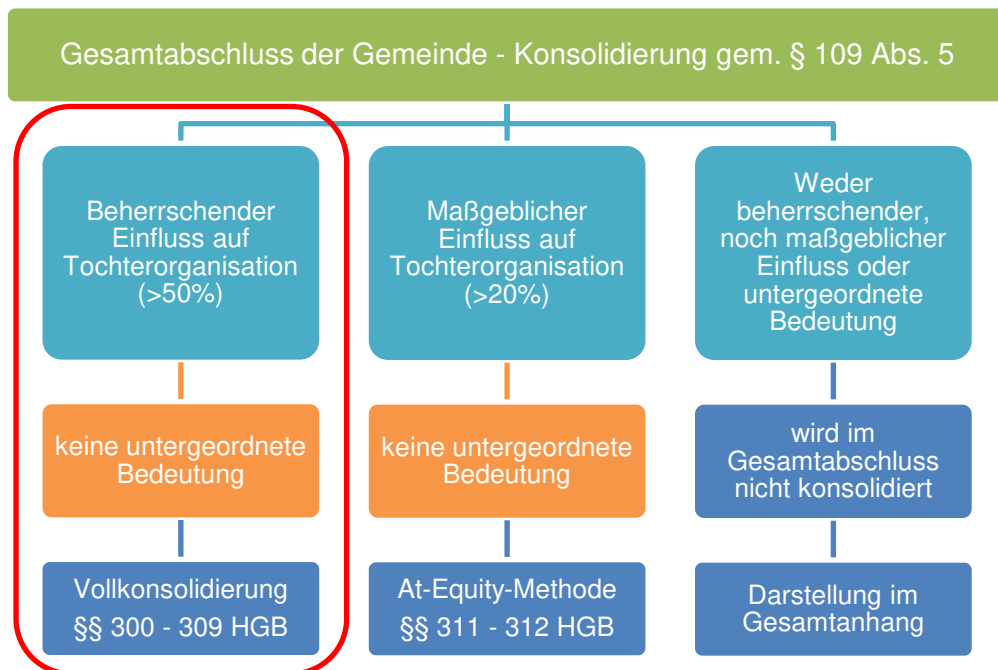 Gesamtabschluss der Gemeinde - Konsolidierung gem. § 109 Abs. 5
Beherrschender
Einfluss auf
Tochterorganisation
(>50%)
keine untergeordnete
Bedeutung
Vollkonsolidierung
§§ 300 - 309 HGB
Maßgeblicher
Einfluss auf
Tochterorganisation
(>20%)
keine untergeordnete
Bedeutung
At-Equity-Methode
§§ 311 - 312 HGB
Weder
beherrschender,
noch maßgeblicher
Einfluss oder
untergeordnete
Bedeutung
wird im
Gesamtabschluss
nicht konsolidiert
Darstellung im
Gesamtanhang